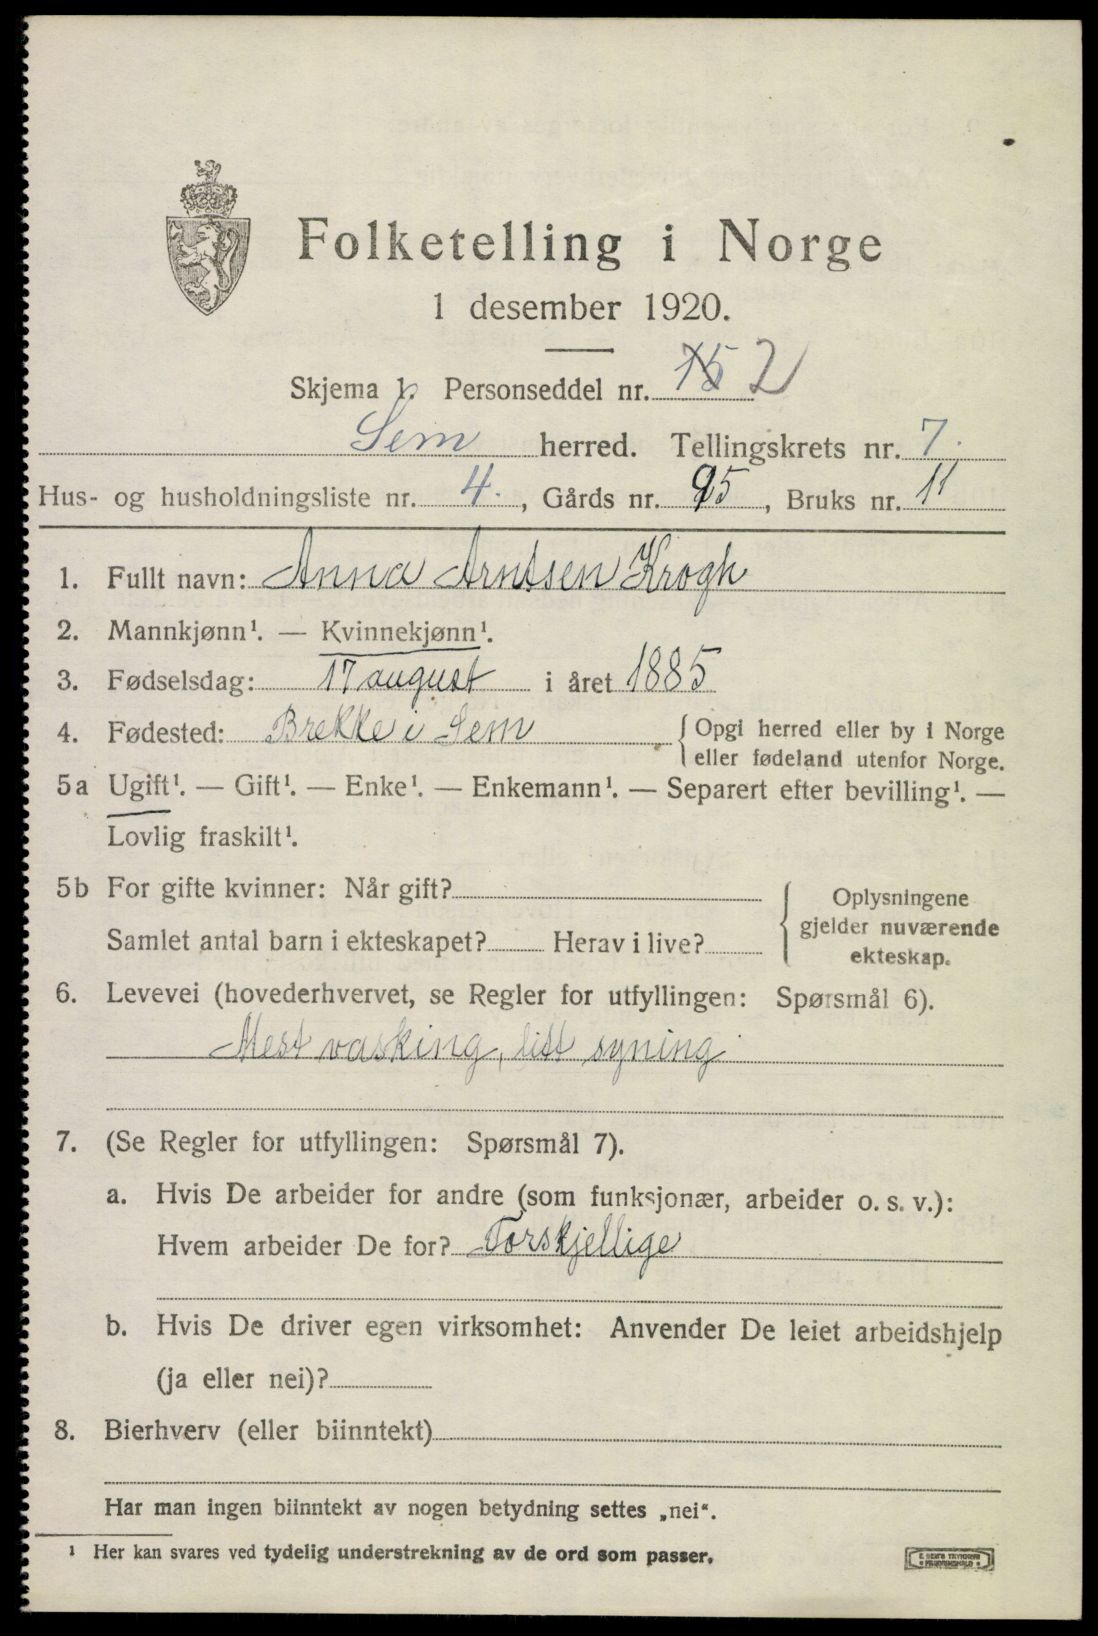 Folketelling i Norge
1 desember 1920.
Skjema 1. Personseddel nr. 15 2
Sem herred. Tellingskrets nr. 7.
Hus- og husholdningsliste nr. 4., Gårds nr. 95, Bruks nr. 11
1. Fullt navn: Anna Arntsen Krogh
2. Mannkjønn¹. — Kvinnekjønn¹.
3. Fødselsdag: 17 august i året 1885
4. Fødested: Brekke i Sem { Opgi herred eller by i Norge
eller fødeland utenfor Norge.
5a Ugift¹. — Gift¹. — Enke¹. — Enkemann¹. — Separert efter bevilling¹. —
Lovlig fraskilt¹.
5b For gifte kvinner: Når gift?
Samlet antal barn i ekteskapet? Herav i live?
{ Oplysningene
gjelder nuværende
ekteskap.
6. Levevei (hovederhvervet, se Regler for utfyllingen: Spørsmål 6).
Mest vasking, litt syning
7. (Se Regler for utfyllingen: Spørsmål 7).
a. Hvis De arbeider for andre (som funksjonær, arbeider o. s. v.):
Hvem arbeider De for? Forskjellige
b. Hvis De driver egen virksomhet: Anvender De leiet arbeidshjelp
(ja eller nei)?
8. Bierhverv (eller biinntekt)
Har man ingen biinntekt av nogen betydning settes „nei“.
¹ Her kan svares ved tydelig understrekning av de ord som passer.